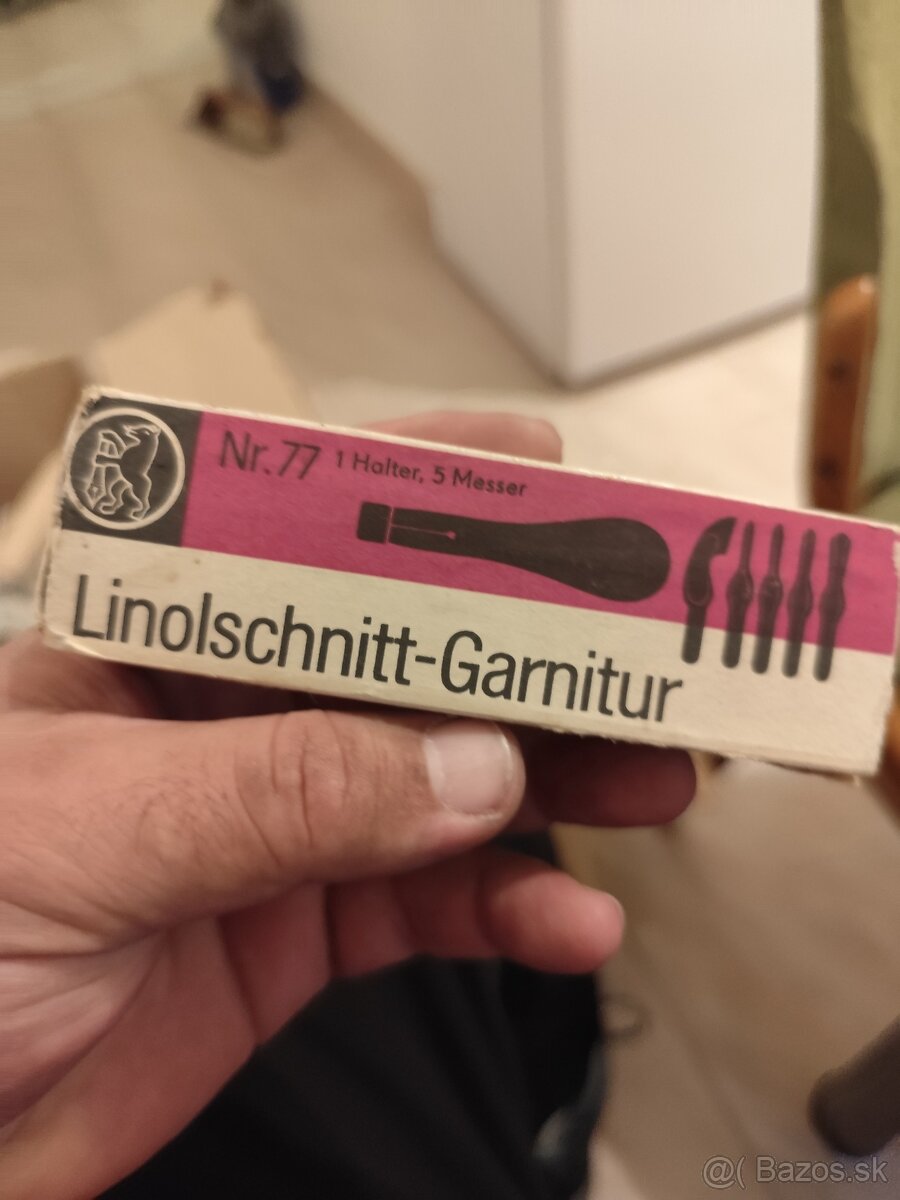 Nr. 77 1 Halter, 5 Messer
Linolschnitt-Garnitur
@( Bazos.sk